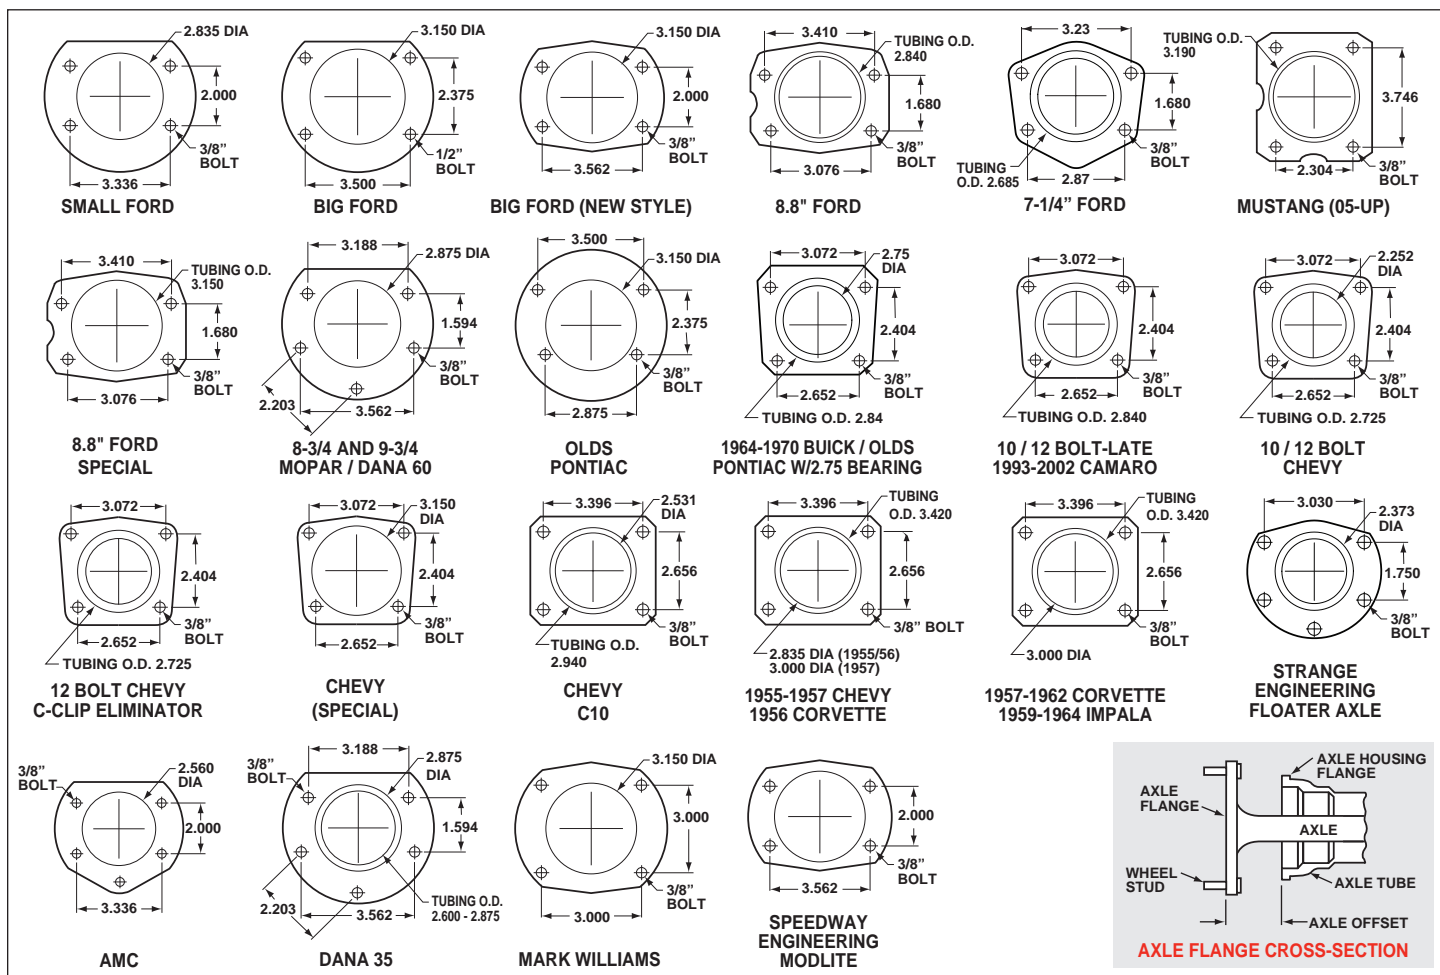 2.835 DIA
2.000
3/8”
BOLT
3.336
SMALL FORD
3.150 DIA
2.375
1/2”
BOLT
3.500
BIG FORD
3.150 DIA
2.000
3/8”
BOLT
3.562
BIG FORD (NEW STYLE)
3.410
TUBING O.D.
2.840
1.680
3/8”
BOLT
3.076
8.8" FORD
3.23
1.680
3/8”
BOLT
TUBING
O.D. 2.685
2.87
7-1/4” FORD
TUBING O.D.
3.190
3.746
3/8”
BOLT
2.304
MUSTANG (05-UP)
3.410
TUBING O.D.
3.150
1.680
3/8”
BOLT
3.076
8.8" FORD
SPECIAL
3.188
2.875 DIA
1.594
3/8”
BOLT
2.203
3.562
8-3/4 AND 9-3/4
MOPAR / DANA 60
3.500
3.150 DIA
2.375
2.875
OLDS
PONTIAC
3.072
2.75
DIA
2.404
3/8”
BOLT
2.652
TUBING O.D. 2.84
1964-1970 BUICK / OLDS
PONTIAC W/2.75 BEARING
3.072
2.404
3/8”
BOLT
2.652
TUBING O.D. 2.840
10 / 12 BOLT-LATE
1993-2002 CAMARO
3.072
2.252
DIA
2.404
3/8”
BOLT
2.652
TUBING O.D. 2.725
10 / 12 BOLT
CHEVY
3.072
2.404
3/8”
BOLT
2.652
TUBING O.D. 2.725
12 BOLT CHEVY
C-CLIP ELIMINATOR
3.072
3.150
DIA
2.404
3/8”
BOLT
2.652
CHEVY
(SPECIAL)
3.396
2.531
DIA
2.656
3/8”
BOLT
TUBING O.D.
2.940
CHEVY
C10
3.396
TUBING
O.D. 3.420
2.656
3/8” BOLT
2.835 DIA (1955/56)
3.000 DIA (1957)
1955-1957 CHEVY
1956 CORVETTE
3.396
TUBING
O.D. 3.420
2.656
3/8”
BOLT
3.000 DIA
1957-1962 CORVETTE
1959-1964 IMPALA
3.030
2.373
DIA
1.750
3/8”
BOLT
STRANGE
ENGINEERING
FLOATER AXLE
3/8”
BOLT
2.560
DIA
2.000
3.336
AMC
3/8”
BOLT
3.188
2.875
DIA
1.594
2.203
3.562
TUBING O.D.
2.600 - 2.875
DANA 35
3.150 DIA
3.000
3/8”
BOLT
3.000
MARK WILLIAMS
2.000
3/8”
BOLT
3.562
SPEEDWAY
ENGINEERING
MODLITE
AXLE HOUSING
FLANGE
AXLE
FLANGE
AXLE
WHEEL
STUD
AXLE TUBE
AXLE OFFSET
AXLE FLANGE CROSS-SECTION